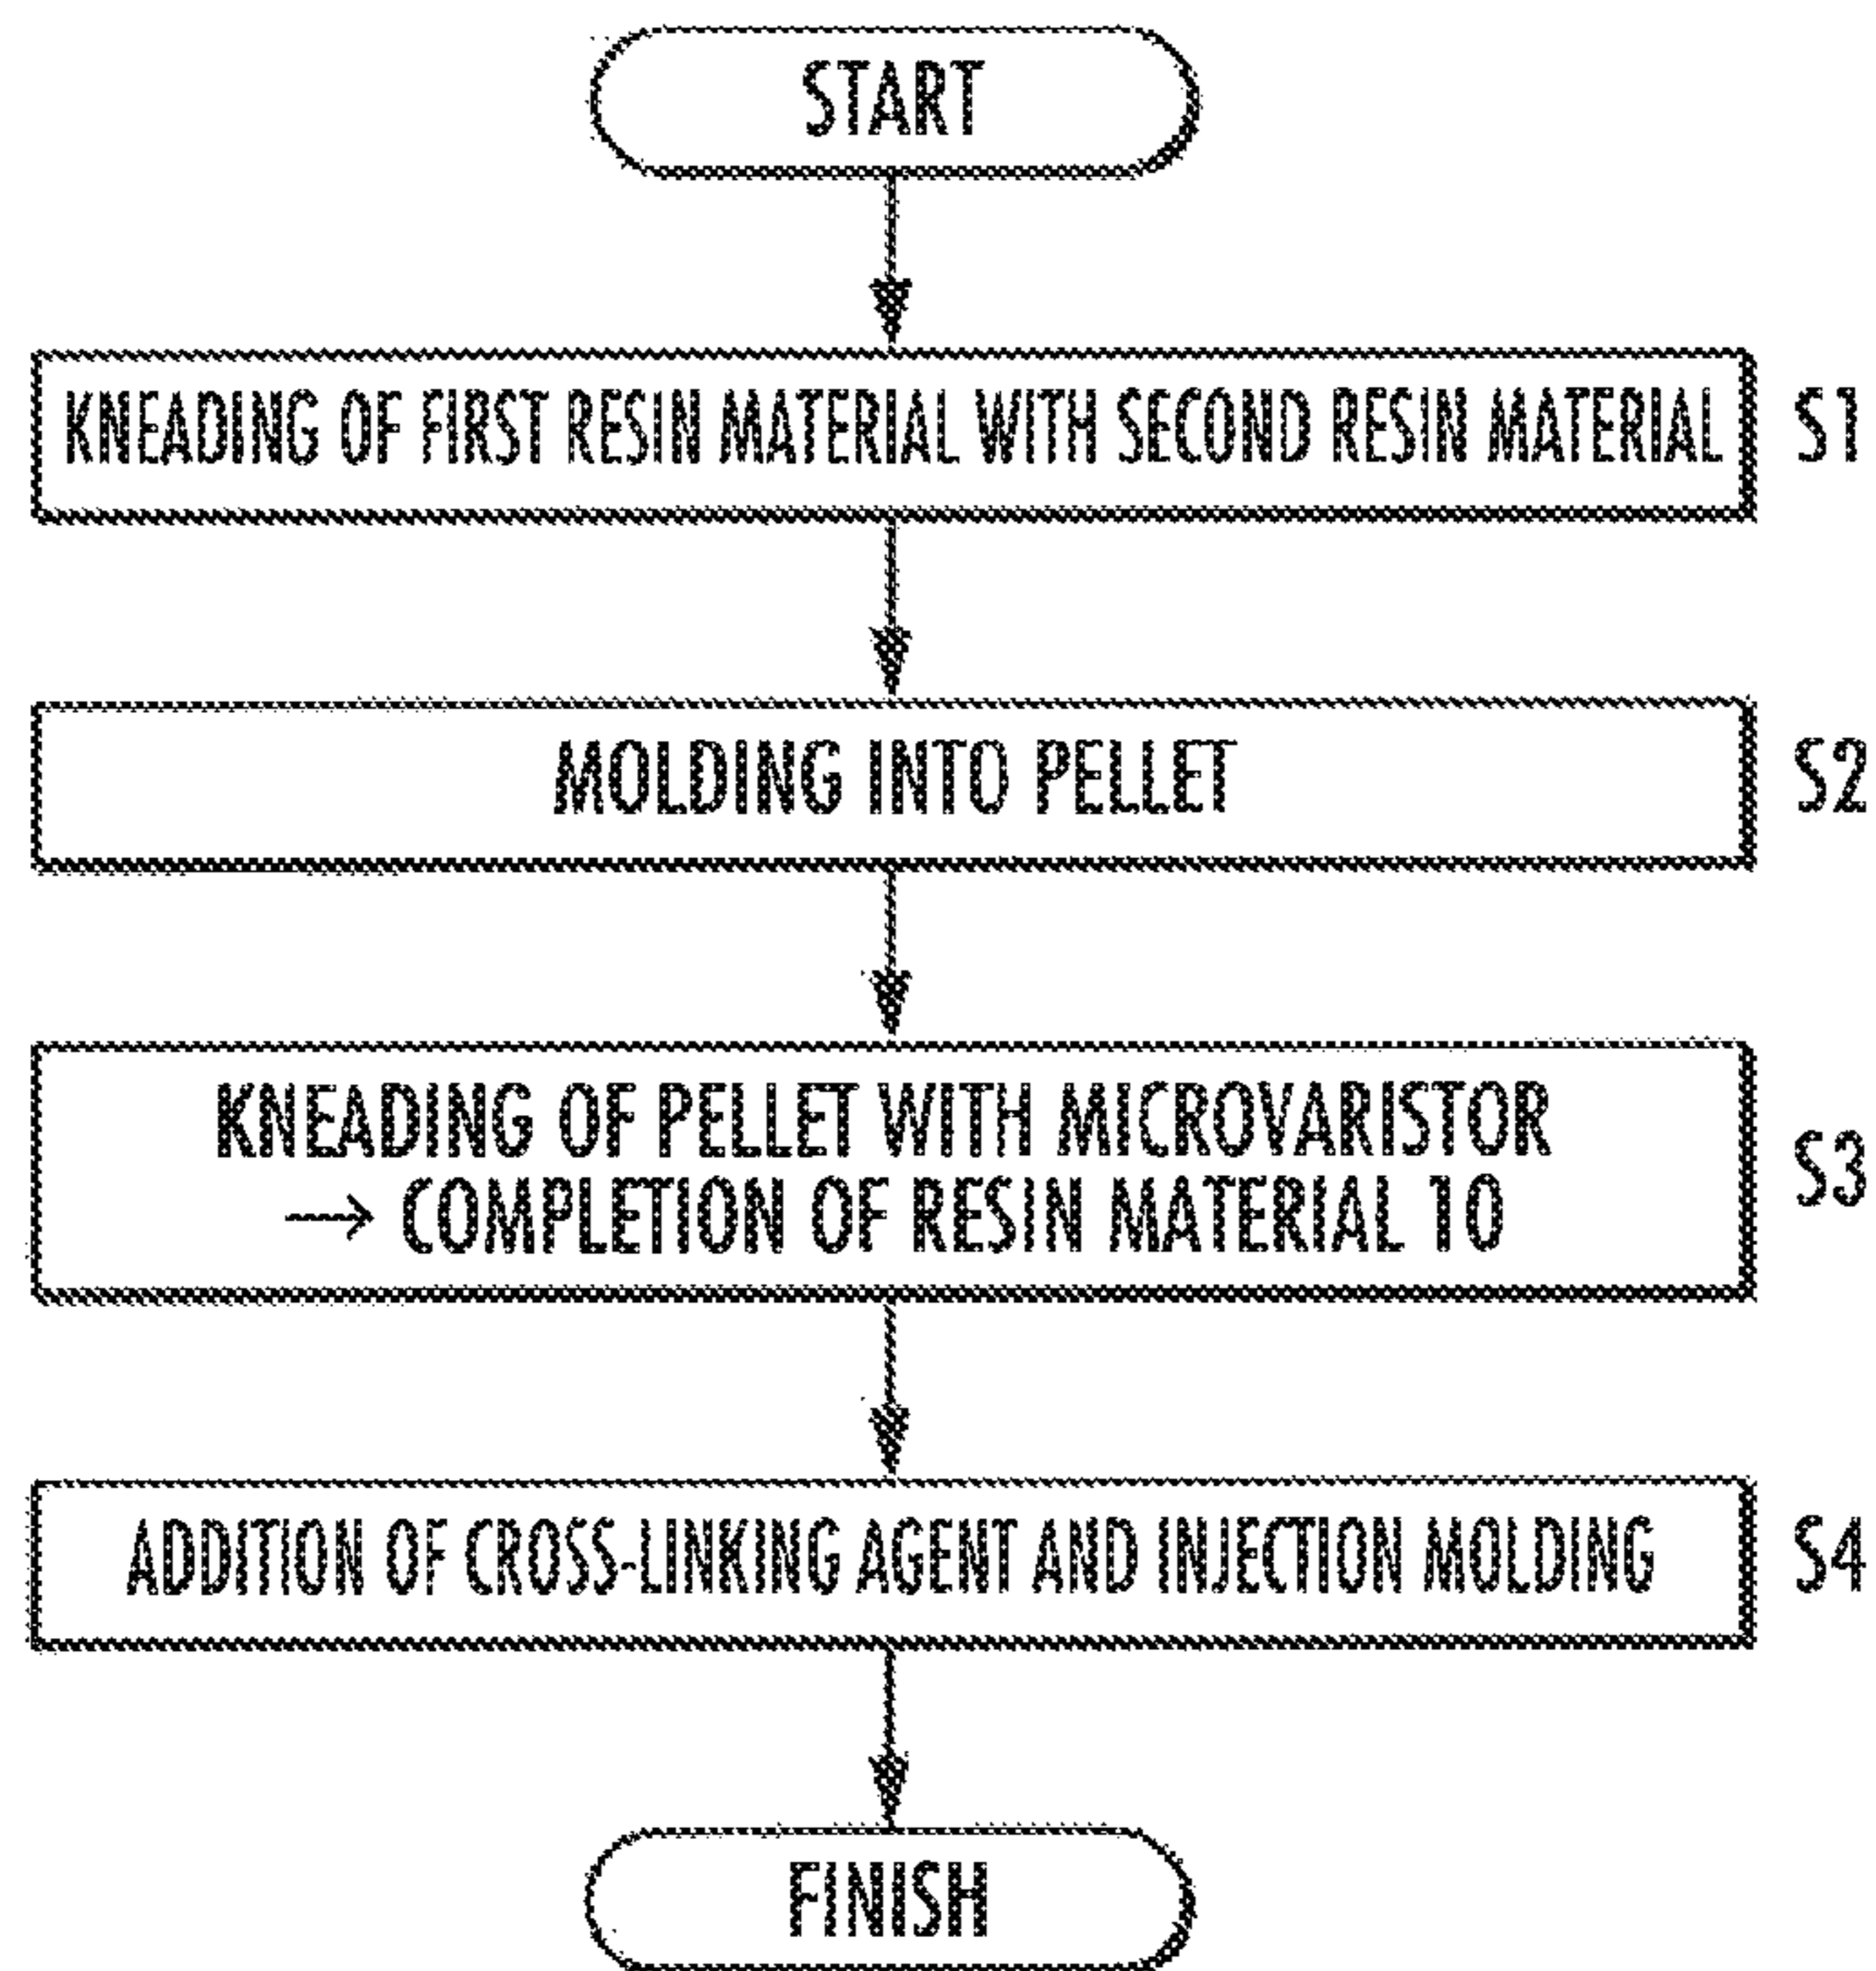 START
KNEADING OF FIRST RESIN MATERIAL WITH SECOND RESIN MATERIAL S1
MOLDING INTO PELLET S2
KNEADING OF PELLET WITH MICROVARISTOR
→ COMPLETION OF RESIN MATERIAL 10 S3
ADDITION OF CROSS-LINKING AGENT AND INJECTION MOLDING S4
FINISH